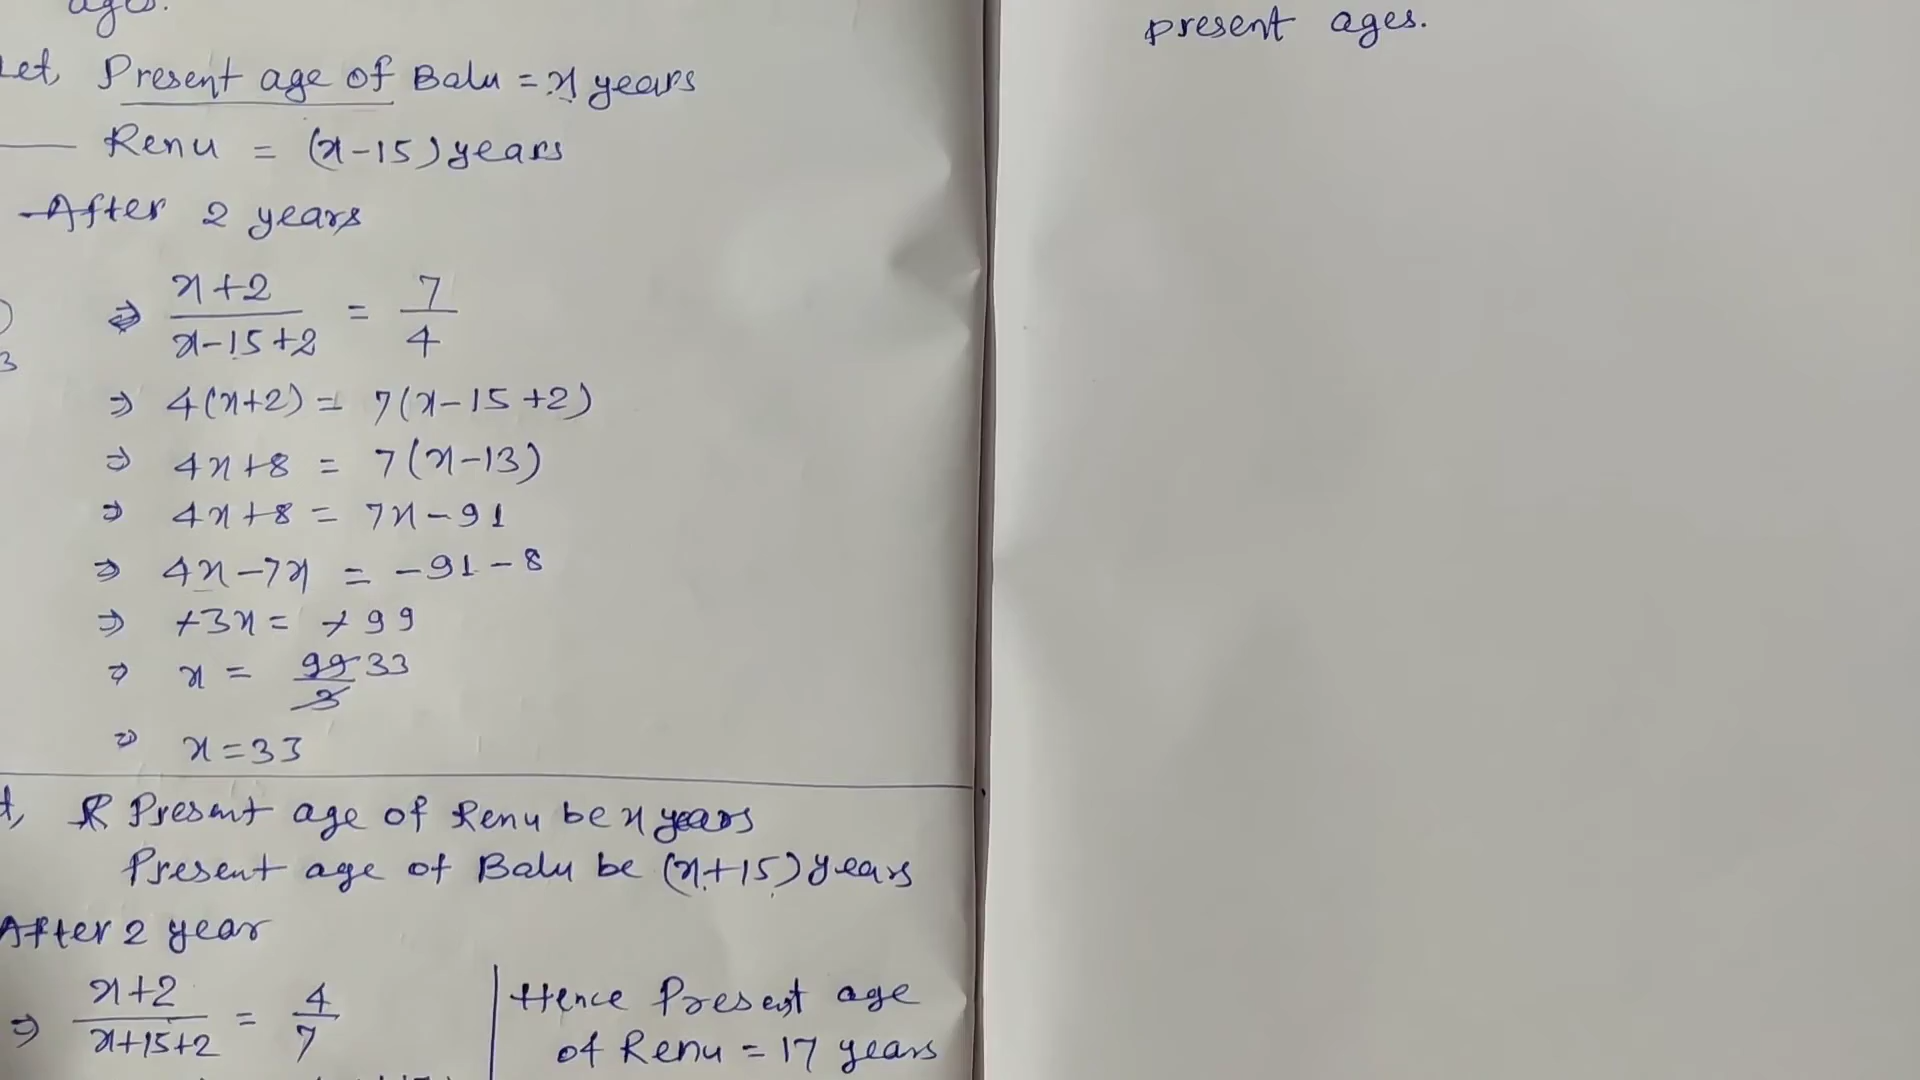 ages.
Let, Present age of Balu = x years
Renu = (x-15) years
After 2 years
⇒ x+2 / x-15+2 = 7/4
⇒ 4(x+2) = 7(x-15+2)
⇒ 4x+8 = 7(x-13)
⇒ 4x+8 = 7x-91
⇒ 4x-7x = -91-8
⇒ +3x = +99
⇒ x = 99/3 33
⇒ x=33
t, Present age of Renu be x years
Present age of Balu be (x+15) years
After 2 year
⇒ x+2 / x+15+2 = 4/7
Hence Present age
of Renu = 17 years
present ages.